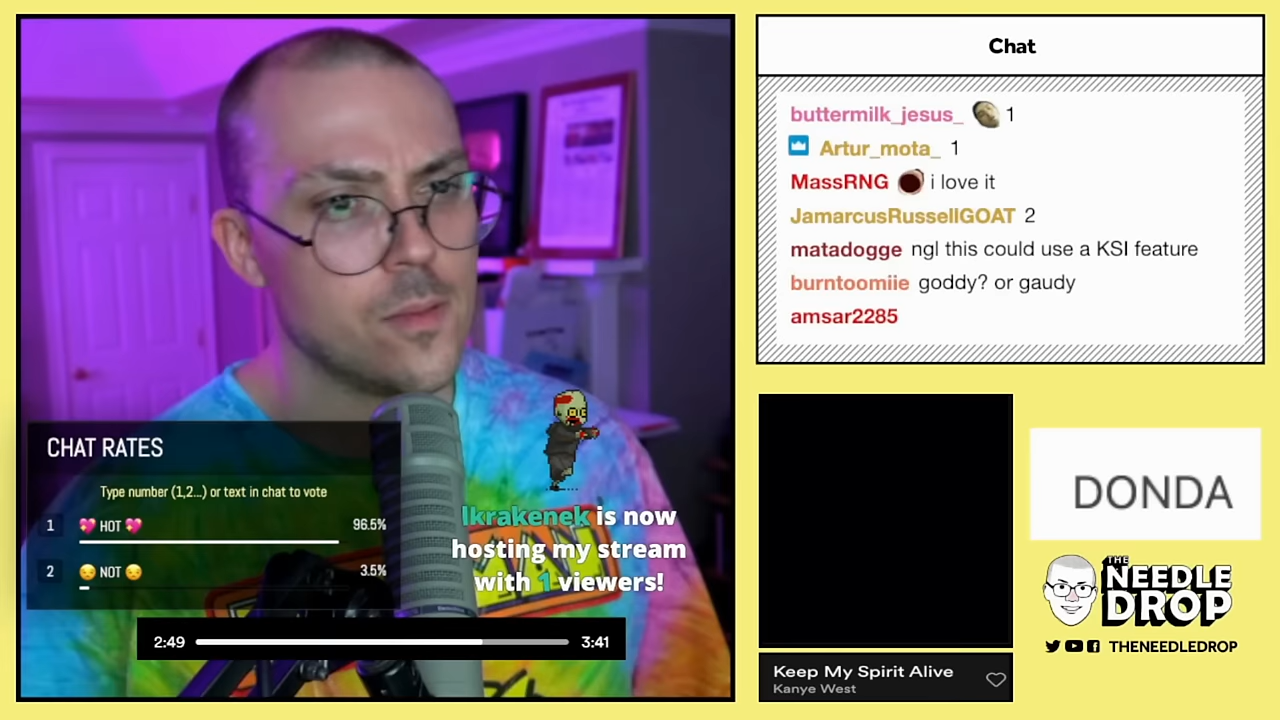 Chat
buttermilk_jesus_ 1
Artur_mota_ 1
MassRNG i love it
JamarcusRussellGOAT 2
matadogge ngl this could use a KSI feature
burntoomiie goddy? or gaudy
amsar2285
CHAT RATES
Type number (1,2...) or text in chat to vote
1 💖 HOT 💖 96.5%
2 😒 NOT 😒 3.5%
lkrakenek is now
hosting my stream
with 1 viewers!
2:49 3:41
DONDA
THE
NEEDLE
DROP
THENEEDLEDROP
Keep My Spirit Alive
Kanye West